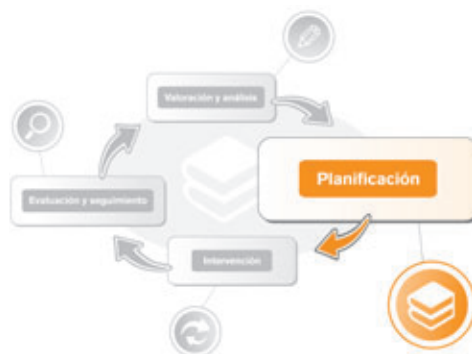 Valoración y análisis
Planificación
Evaluación y seguimiento
Intervención